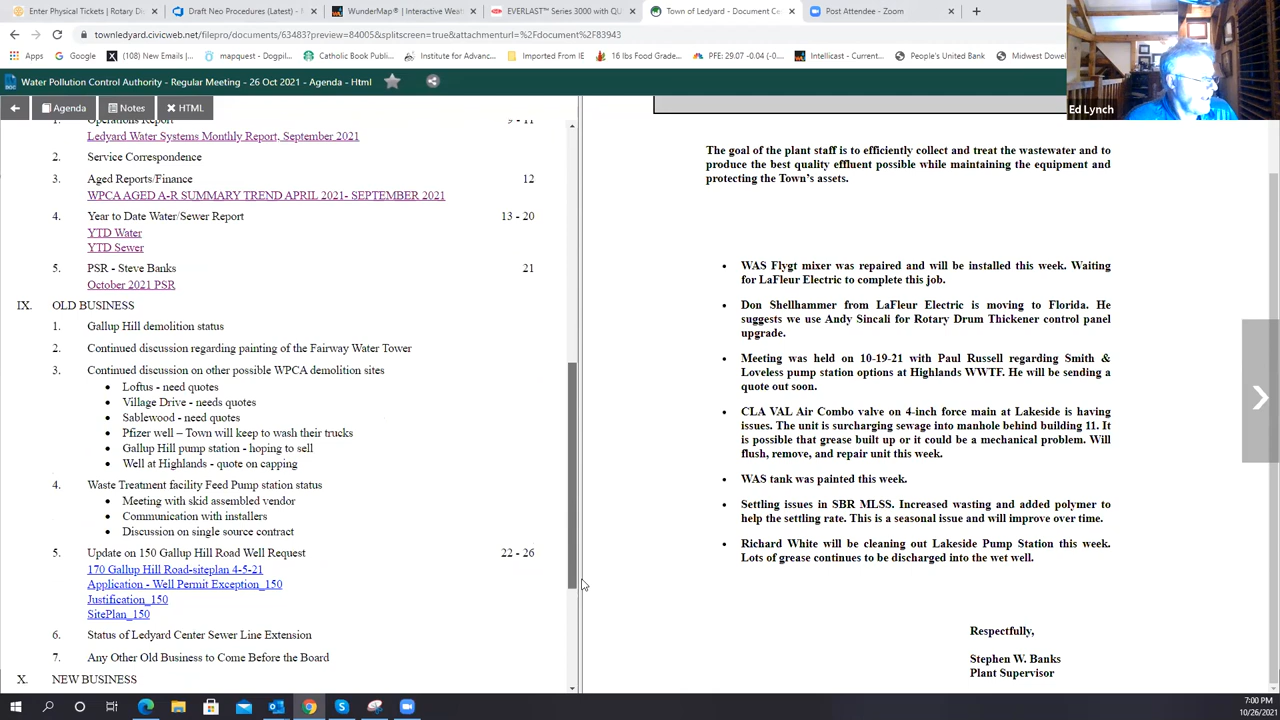 Enter Physical Tickets | Rotary D
Draft Neo Procedures (Latest) - F
WunderMap® | Interactive Weat
EVERLAST™ Series 3000 with QU
Town of Ledyard - Document Ce
Post Attendee - Zoom
townledyard.civicweb.net/filepro/documents/63483?preview=84005&splitscreen=true&attachmenturl=%2Fdocument%2F83943
Apps
Google
(108) New Emails |
mapquest - Dogpil...
Catholic Book Publi...
Institute for Advanc...
Imported From IE
16 lbs Food Grade...
PFE: 29.07 -0.04 (-0...
Intellicast - Current...
People's United Bank
Midwest Dowel
Water Pollution Control Authority - Regular Meeting - 26 Oct 2021 - Agenda - Html
Ed Lynch
Agenda
Notes
HTML
1. Operations Report 9 - 11
Ledyard Water Systems Monthly Report, September 2021
2. Service Correspondence
3. Aged Reports/Finance 12
WPCA AGED A-R SUMMARY TREND APRIL 2021- SEPTEMBER 2021
4. Year to Date Water/Sewer Report 13 - 20
YTD Water
YTD Sewer
5. PSR - Steve Banks 21
October 2021 PSR
IX. OLD BUSINESS
1. Gallup Hill demolition status
2. Continued discussion regarding painting of the Fairway Water Tower
3. Continued discussion on other possible WPCA demolition sites
• Loftus - need quotes
• Village Drive - needs quotes
• Sablewood - need quotes
• Pfizer well – Town will keep to wash their trucks
• Gallup Hill pump station - hoping to sell
• Well at Highlands - quote on capping
4. Waste Treatment facility Feed Pump station status
• Meeting with skid assembled vendor
• Communication with installers
• Discussion on single source contract
5. Update on 150 Gallup Hill Road Well Request 22 - 26
170 Gallup Hill Road-siteplan 4-5-21
Application - Well Permit Exception_150
Justification_150
SitePlan_150
6. Status of Ledyard Center Sewer Line Extension
7. Any Other Old Business to Come Before the Board
X. NEW BUSINESS
The goal of the plant staff is to efficiently collect and treat the wastewater and to
produce the best quality effluent possible while maintaining the equipment and
protecting the Town's assets.
• WAS Flygt mixer was repaired and will be installed this week. Waiting
for LaFleur Electric to complete this job.
• Don Shellhammer from LaFleur Electric is moving to Florida. He
suggests we use Andy Sincali for Rotary Drum Thickener control panel
upgrade.
• Meeting was held on 10-19-21 with Paul Russell regarding Smith &
Loveless pump station options at Highlands WWTF. He will be sending a
quote out soon.
• CLA VAL Air Combo valve on 4-inch force main at Lakeside is having
issues. The unit is surcharging sewage into manhole behind building 11. It
is possible that grease built up or it could be a mechanical problem. Will
flush, remove, and repair unit this week.
• WAS tank was painted this week.
• Settling issues in SBR MLSS. Increased wasting and added polymer to
help the settling rate. This is a seasonal issue and will improve over time.
• Richard White will be cleaning out Lakeside Pump Station this week.
Lots of grease continues to be discharged into the wet well.
Respectfully,
Stephen W. Banks
Plant Supervisor
7:00 PM
10/26/2021